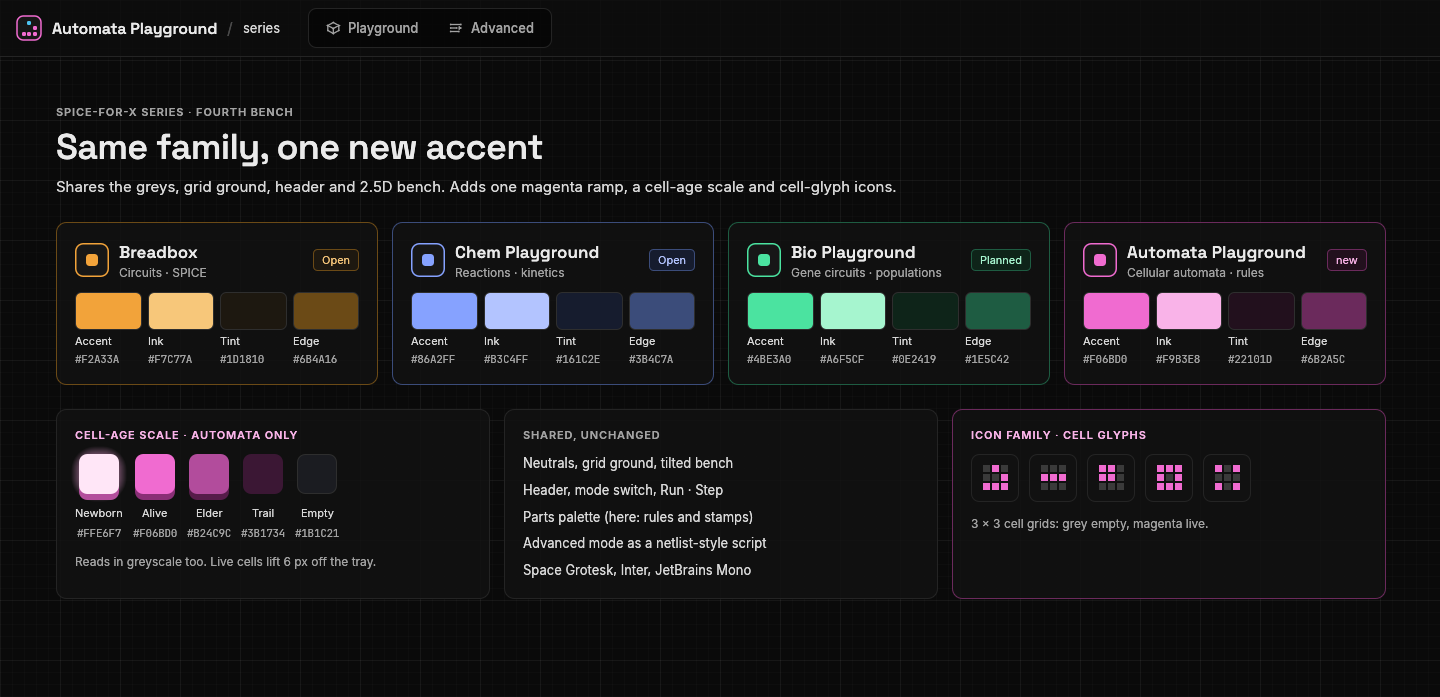 Automata Playground / series Playground Advanced
SPICE-FOR-X SERIES · FOURTH BENCH
Same family, one new accent
Shares the greys, grid ground, header and 2.5D bench. Adds one magenta ramp, a cell-age scale and cell-glyph icons.
Breadbox
Circuits · SPICE
Open
Accent Ink Tint Edge
#F2A33A #F7C77A #1D1810 #6B4A16
Chem Playground
Reactions · kinetics
Open
Accent Ink Tint Edge
#86A2FF #B3C4FF #161C2E #3B4C7A
Bio Playground
Gene circuits · populations
Planned
Accent Ink Tint Edge
#4BE3A0 #A6F5CF #0E2419 #1E5C42
Automata Playground
Cellular automata · rules
new
Accent Ink Tint Edge
#F06BD0 #F9B3E8 #22101D #6B2A5C
CELL-AGE SCALE · AUTOMATA ONLY
Newborn Alive Elder Trail Empty
#FFE6F7 #F06BD0 #B24C9C #3B1734 #1B1C21
Reads in greyscale too. Live cells lift 6 px off the tray.
SHARED, UNCHANGED
Neutrals, grid ground, tilted bench
Header, mode switch, Run · Step
Parts palette (here: rules and stamps)
Advanced mode as a netlist-style script
Space Grotesk, Inter, JetBrains Mono
ICON FAMILY · CELL GLYPHS
3 × 3 cell grids: grey empty, magenta live.